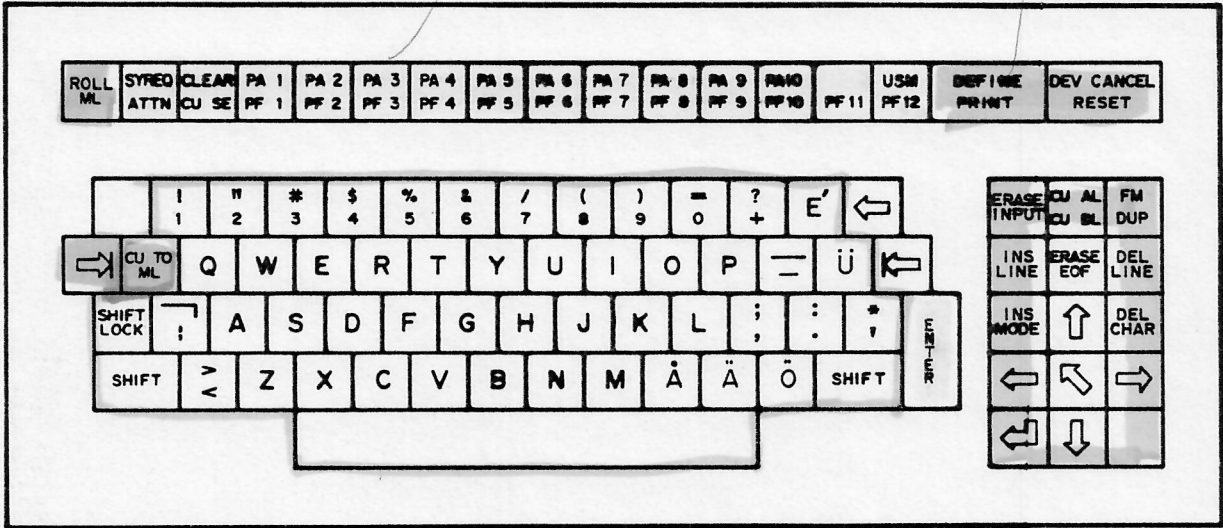 ROLL SYREQ CLEAR PA 1 PA 2 PA 3 PA 4 PA 5 PA 6 PA 7 PA 8 PA 9 PA10 USM DEFINE DEV CANCEL
ML ATTN CU SE PF 1 PF 2 PF 3 PF 4 PF 5 PF 6 PF 7 PF 8 PF 9 PF10 PF11 PF12 PRINT RESET
! " # $ % & / ( ) = ? E' ERASE CU AL FM
1 2 3 4 5 6 7 8 9 0 + INPUT CU BL DUP
CU TO Q W E R T Y U I O P — Ü INS ERASE DEL
ML – LINE EOF LINE
SHIFT ¬ A S D F G H J K L ; : * ENTER INS DEL
LOCK ¦ , . ' MODE CHAR
SHIFT > Z X C V B N M Å Ä Ö SHIFT
<